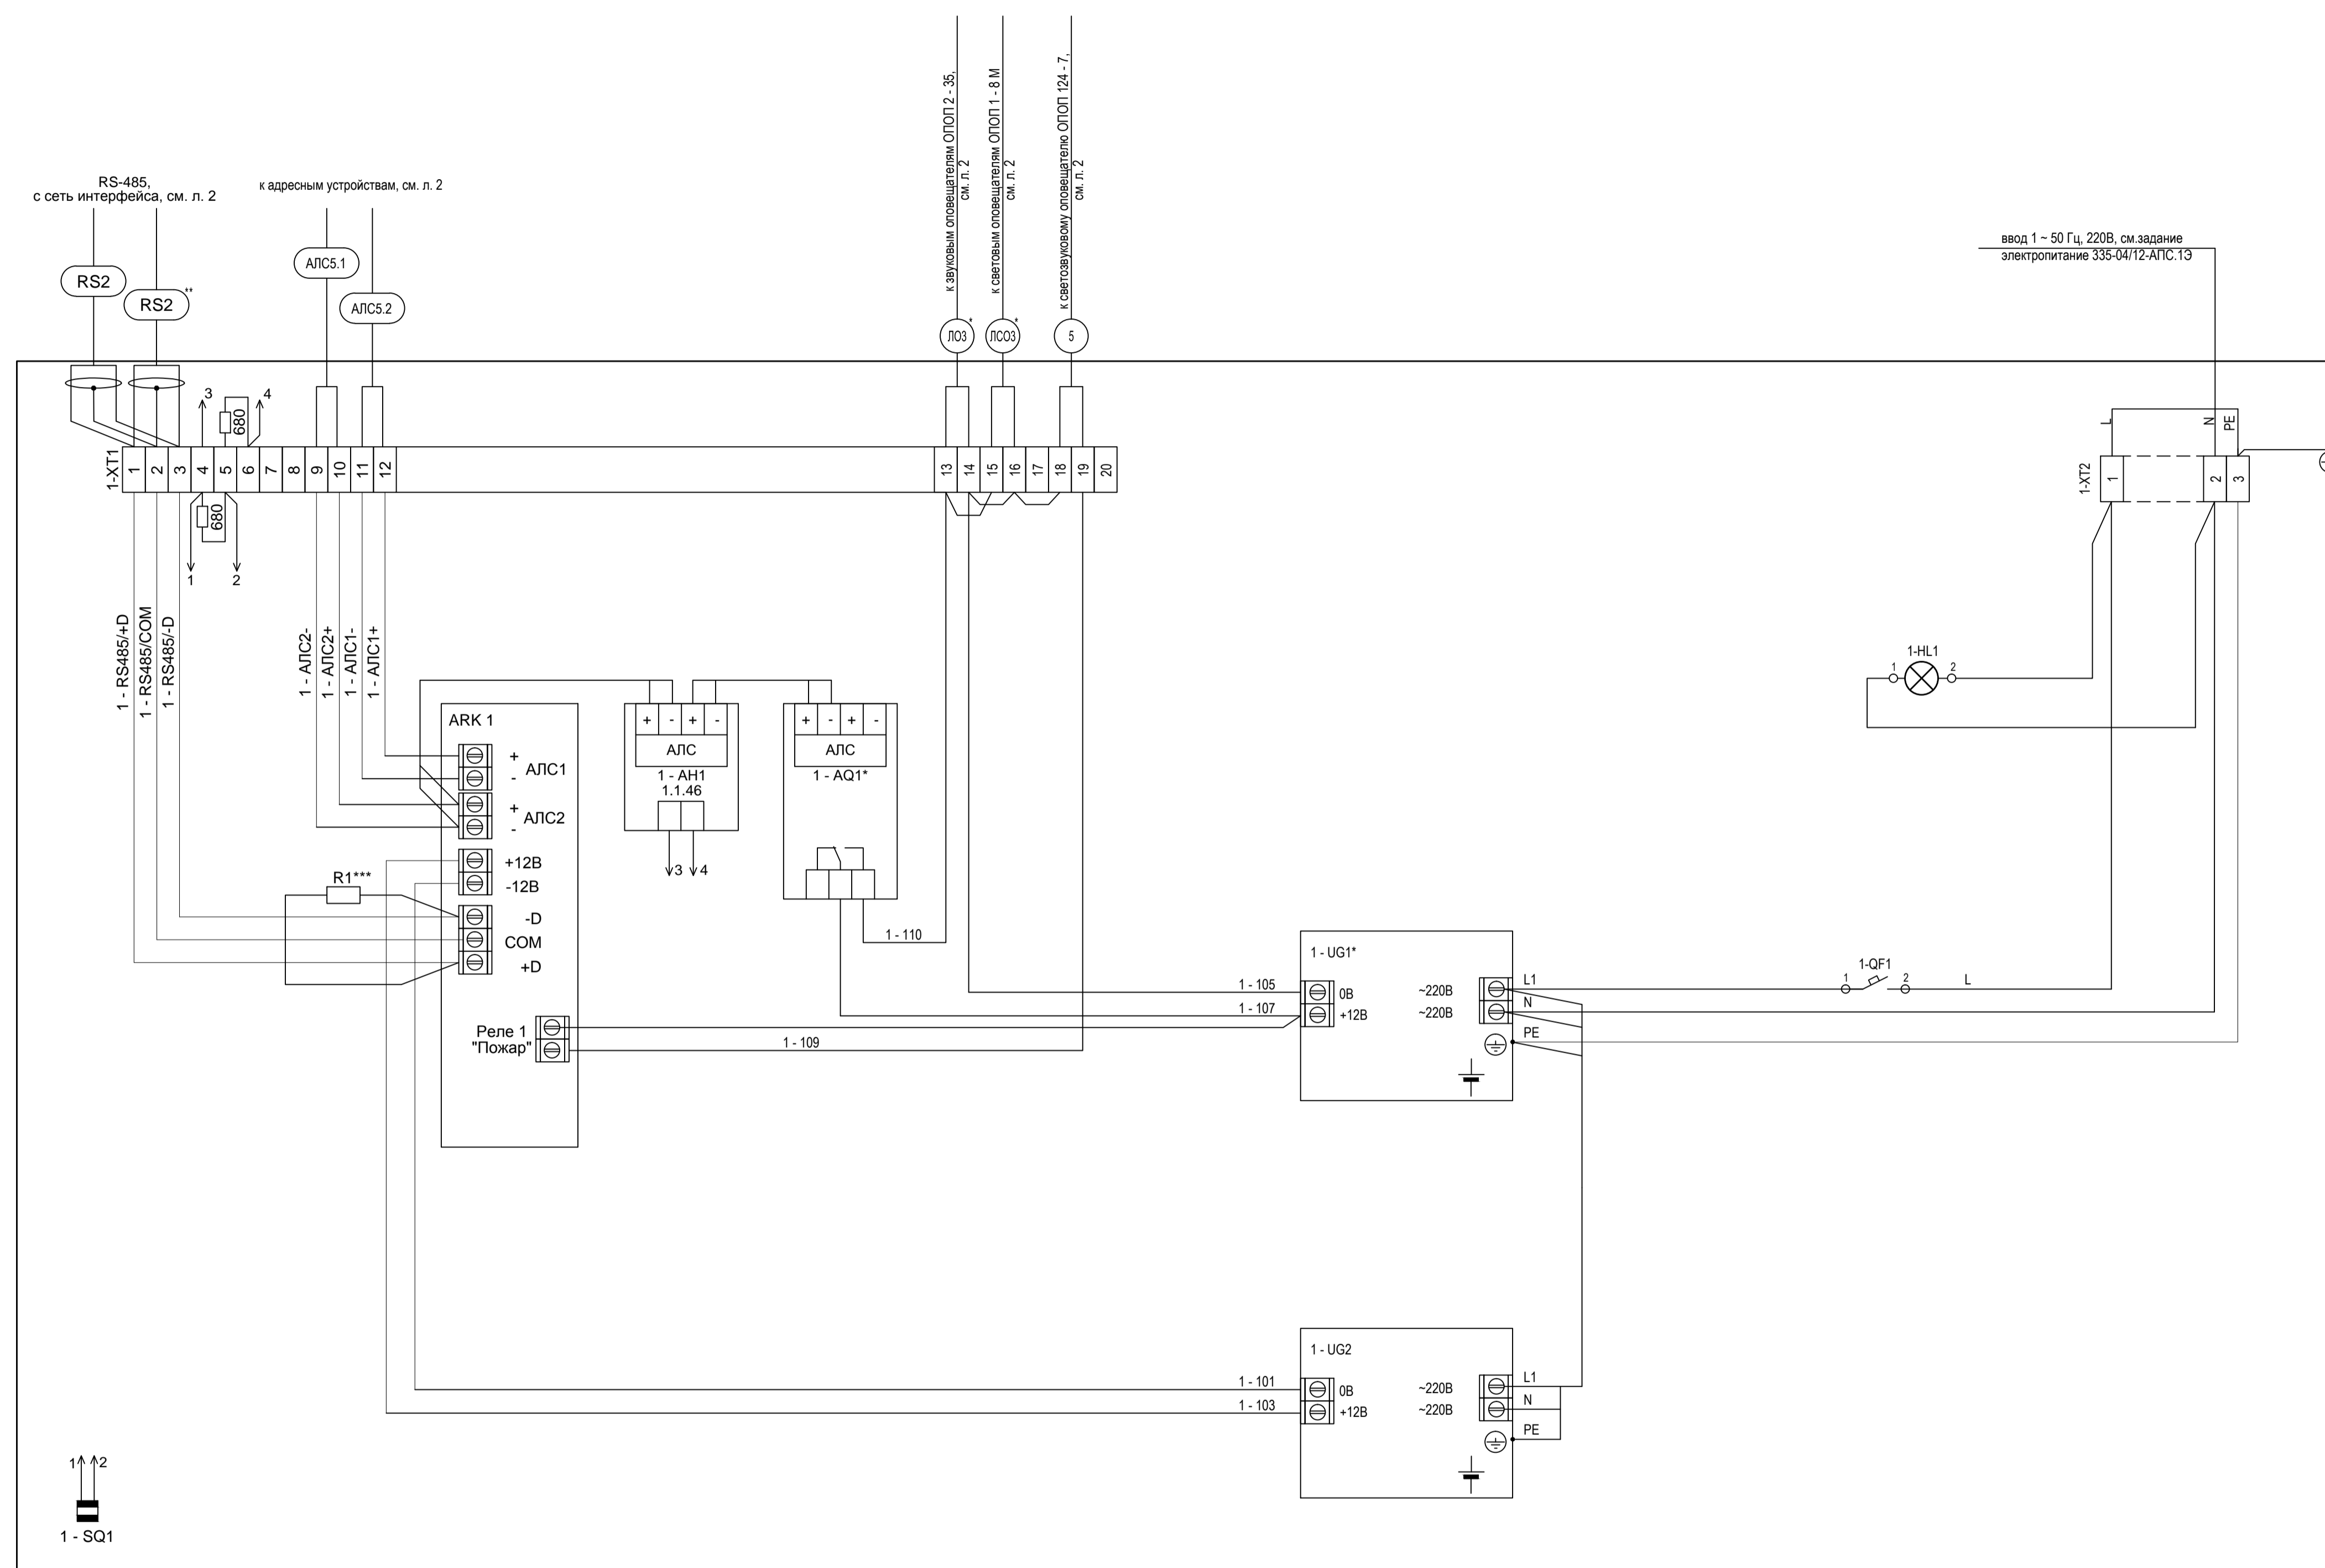 к звуковым оповещателям ОПОП 2 - 35,
см. л. 2
к световым оповещателям ОПОП 1 - 8 М
см. л. 2
к светозвуковому оповещателю ОПОП 124 - 7,
см. л. 2
RS-485,
с сеть интерфейса, см. л. 2
к адресным устройствам, см. л. 2
ввод 1 ~ 50 Гц, 220В, см.задание
электропитание 335-04/12-АПС.1Э
RS2
RS2**
АЛС5.1
АЛС5.2
ЛО3*
ЛСО3*
5
3
680
4
1-XT1
1 2 3 4 5 6 7 8 9 10 11 12
13 14 15 16 17 18 19 20
680
1
2
L
N
PE
1-XT2
1
2
3
1 - RS485/+D
1 - RS485/COM
1 - RS485/-D
1 - АЛС2-
1 - АЛС2+
1 - АЛС1-
1 - АЛС1+
1-HL1
1
2
ARK 1
+
-
АЛС1
+
-
АЛС2
+12В
-12В
-D
COM
+D
Реле 1
"Пожар"
R1***
+ - + -
АЛС
1 - AH1
1.1.46
3
4
+ - + -
АЛС
1 - AQ1*
1 - 110
1 - 105
1 - 107
1 - 109
1 - UG1*
0В
+12В
~220В
~220В
L1
N
PE
1-QF1
1
2
L
1 - 101
1 - 103
1 - UG2
0В
+12В
~220В
~220В
L1
N
PE
1
2
1 - SQ1